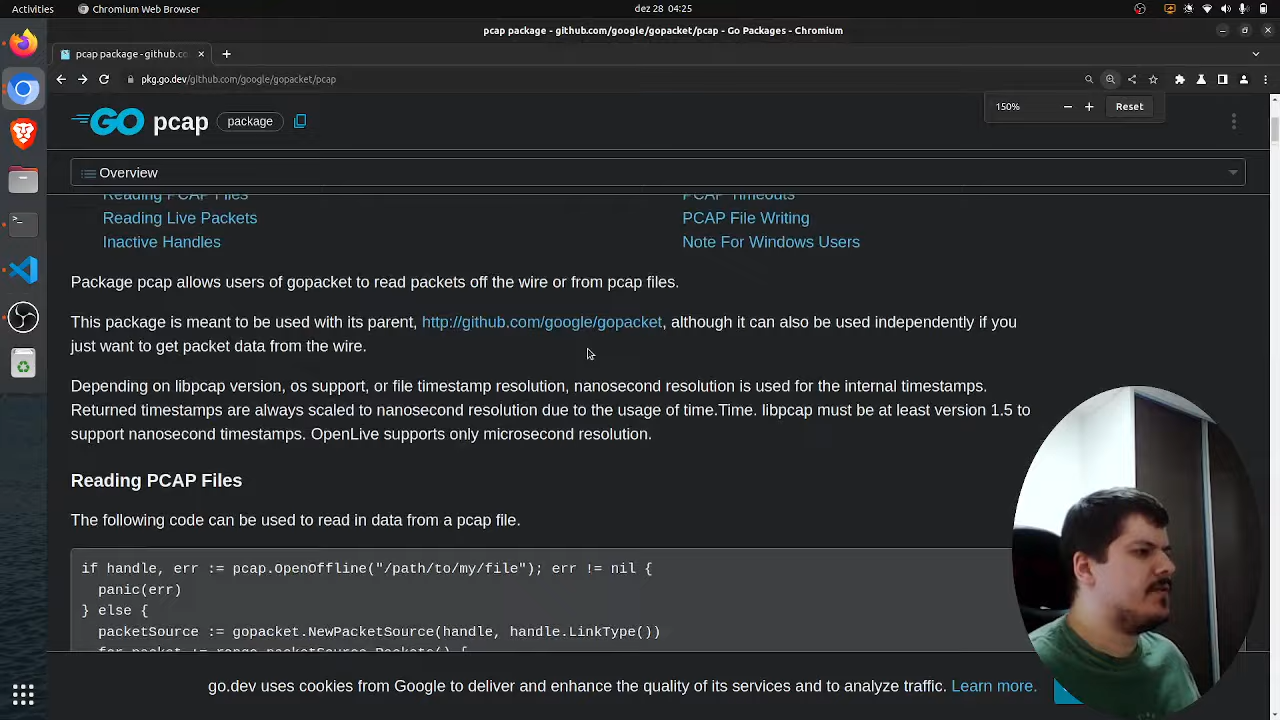 Activities
Chromium Web Browser
dez 28 04:25
pcap package - github.com/google/gopacket/pcap - Go Packages - Chromium
pcap package - github.co
pkg.go.dev/github.com/google/gopacket/pcap
150%
Reset
GO pcap package
Overview
Reading PCAP Files
PCAP Timeouts
Reading Live Packets
PCAP File Writing
Inactive Handles
Note For Windows Users
Package pcap allows users of gopacket to read packets off the wire or from pcap files.
This package is meant to be used with its parent, http://github.com/google/gopacket, although it can also be used independently if you
just want to get packet data from the wire.
Depending on libpcap version, os support, or file timestamp resolution, nanosecond resolution is used for the internal timestamps.
Returned timestamps are always scaled to nanosecond resolution due to the usage of time.Time. libpcap must be at least version 1.5 to
support nanosecond timestamps. OpenLive supports only microsecond resolution.
Reading PCAP Files
The following code can be used to read in data from a pcap file.
if handle, err := pcap.OpenOffline("/path/to/my/file"); err != nil {
panic(err)
} else {
packetSource := gopacket.NewPacketSource(handle, handle.LinkType())
for packet := range packetSource.Packets() {
go.dev uses cookies from Google to deliver and enhance the quality of its services and to analyze traffic. Learn more.